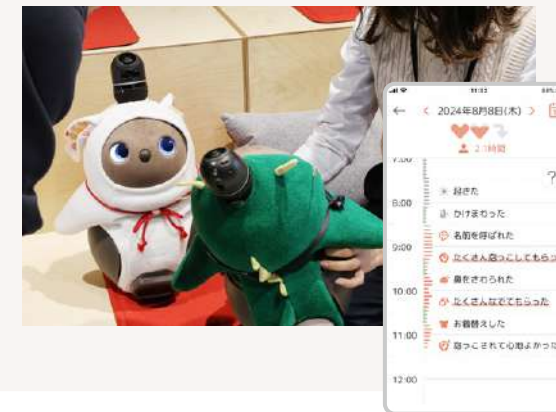 11:33
2024年8月8日(木)
2.1時間
7:00
起きた
8:00
かけまわった
名前を呼ばれた
9:00
たくさん抱っこしてもらっ
鼻をさわられた
10:00
たくさんなでてもらった
お着替えした
11:00
抱っこされて心地よかった
12:00